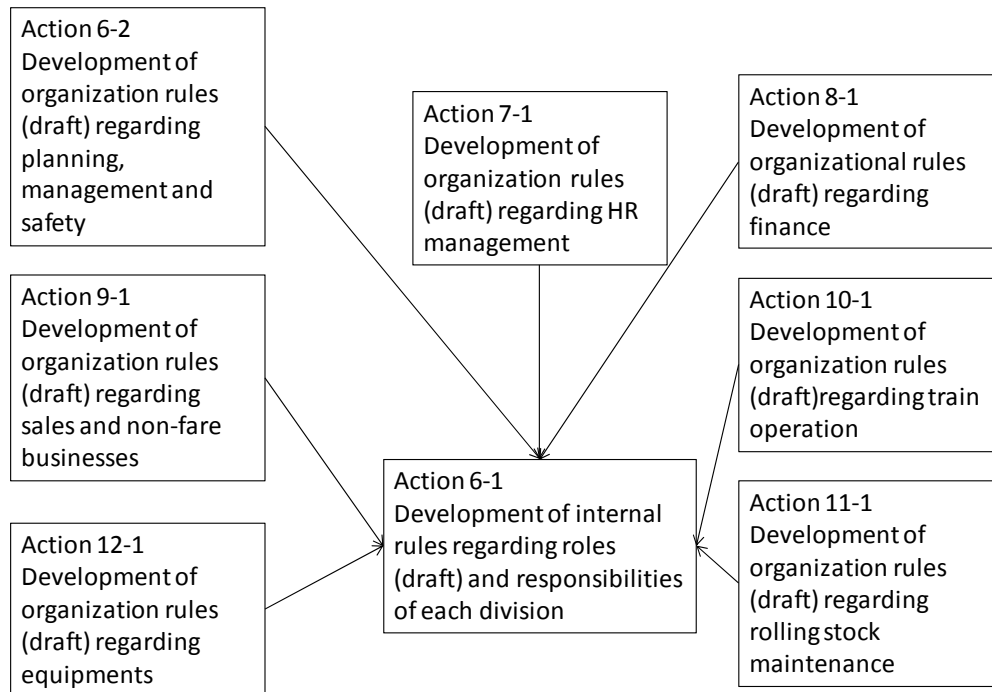 Action 6-2
Development of
organization rules
(draft) regarding
planning,
management and
safety
Action 7-1
Development of
organization rules
(draft) regarding HR
management
Action 8-1
Development of
organizational rules
(draft) regarding
finance
Action 9-1
Development of
organization rules
(draft) regarding
sales and non-fare
businesses
Action 10-1
Development of
organization rules
(draft)regarding train
operation
Action 6-1
Development of internal
rules regarding roles
(draft) and responsibilities
of each division
Action 12-1
Development of
organization rules
(draft) regarding
equipments
Action 11-1
Development of
organization rules
(draft) regarding
rolling stock
maintenance